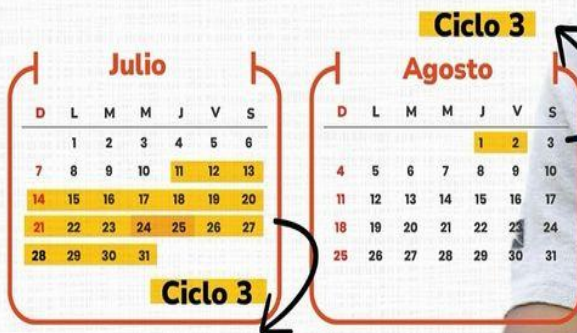 Ciclo 3
Julio
D L M M J V S
1 2 3 4 5 6
7 8 9 10 11 12 13
14 15 16 17 18 19 20
21 22 23 24 25 26 27
28 29 30 31
Ciclo 3
Agosto
D L M M J V S
1 2 3
4 5 6 7 8 9 10
11 12 13 14 15 16 17
18 19 20 21 22 23 24
25 26 27 28 29 30 31